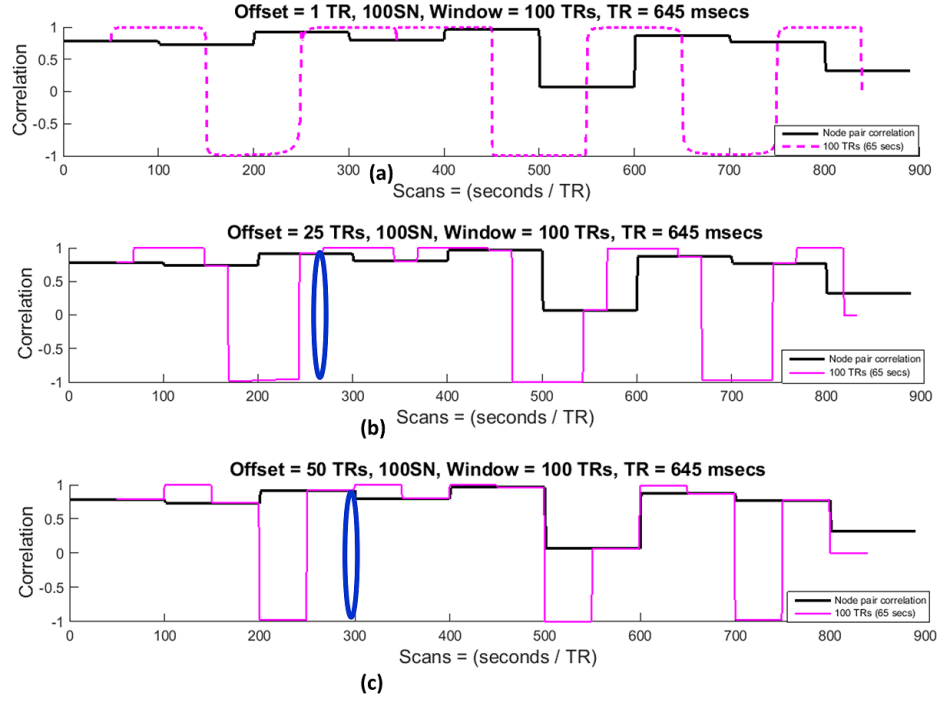 Offset = 1 TR, 100SN, Window = 100 TRs, TR = 645 msecs
1
0.5
0
-0.5
-1
Correlation
Node pair correlation
100 TRs (65 secs)
0 100 200 300 400 500 600 700 800 900
(a)
Scans = (seconds / TR)
Offset = 25 TRs, 100SN, Window = 100 TRs, TR = 645 msecs
1
0.5
0
-0.5
-1
Correlation
Node pair correlation
100 TRs (65 secs)
0 100 200 300 400 500 600 700 800 900
Scans = (seconds / TR)
(b)
Offset = 50 TRs, 100SN, Window = 100 TRs, TR = 645 msecs
1
0.5
0
-0.5
-1
Correlation
Node pair correlation
100 TRs (65 secs)
0 100 200 300 400 500 600 700 800 900
Scans = (seconds / TR)
(c)